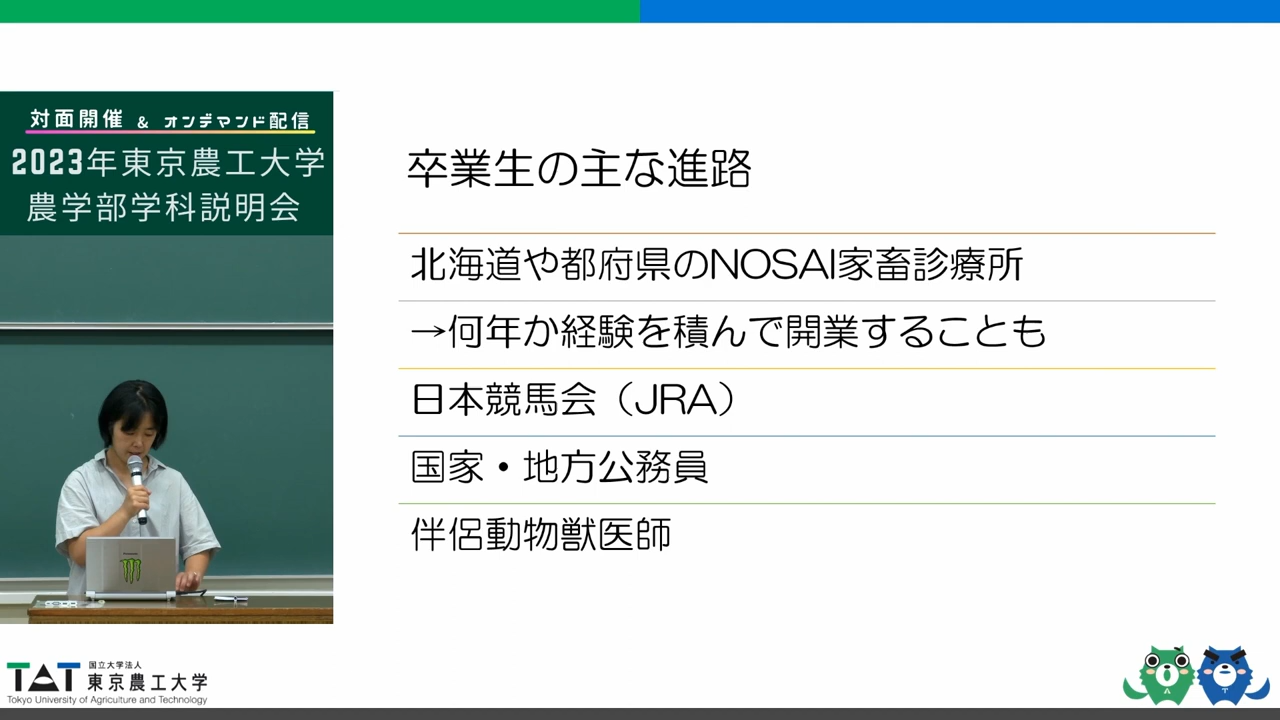 対面開催 & オンデマンド配信
2023年東京農工大学
農学部学科説明会
卒業生の主な進路
北海道や都府県のNOSAI家畜診療所
→何年か経験を積んで開業することも
日本競馬会（JRA）
国家・地方公務員
伴侶動物獣医師
TAT
国立大学法人
東京農工大学
Tokyo University of Agriculture and Technology